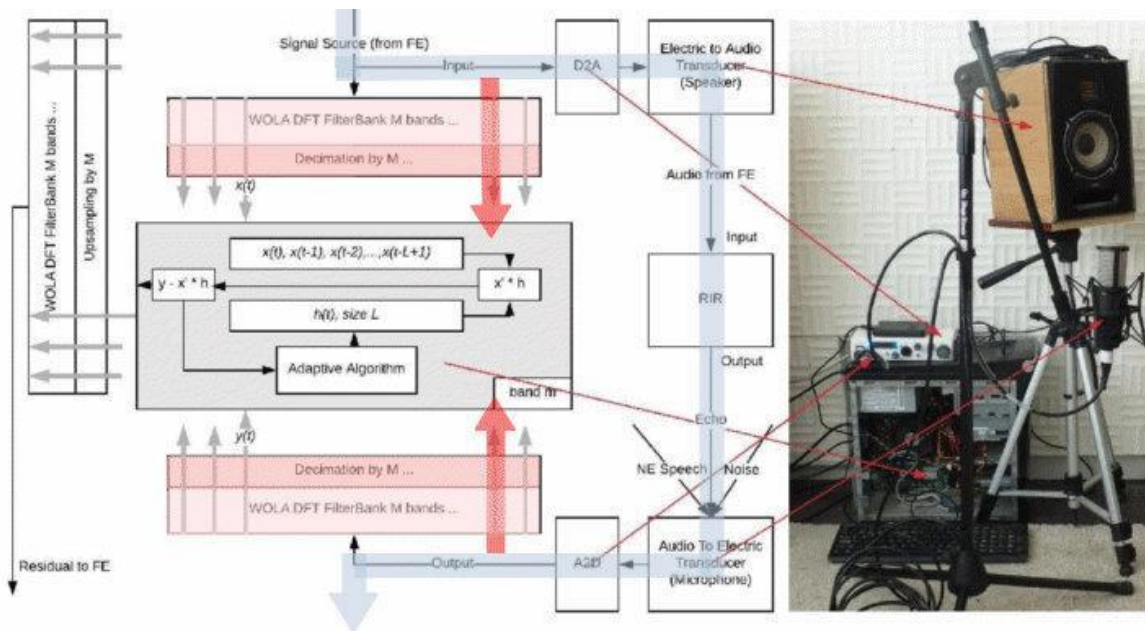 Signal Source (from FE)
Input
D2A
Electric to Audio
Transducer
(Speaker)
WOLA DFT FilterBank M bands ...
Decimation by M ...
x(t)
Audio from FE
Input
WOLA DFT FilterBank M bands ...
Upsampling by M
x(t), x(t-1), x(t-2),...,x(t-L+1)
y - x' * h
x' * h
h(t), size L
Adaptive Algorithm
band m
RIR
Output
Echo
y(t)
NE Speech
Noise
Decimation by M ...
WOLA DFT FilterBank M bands ...
Residual to FE
Output
A2D
Audio To Electric
Transducer
(Microphone)